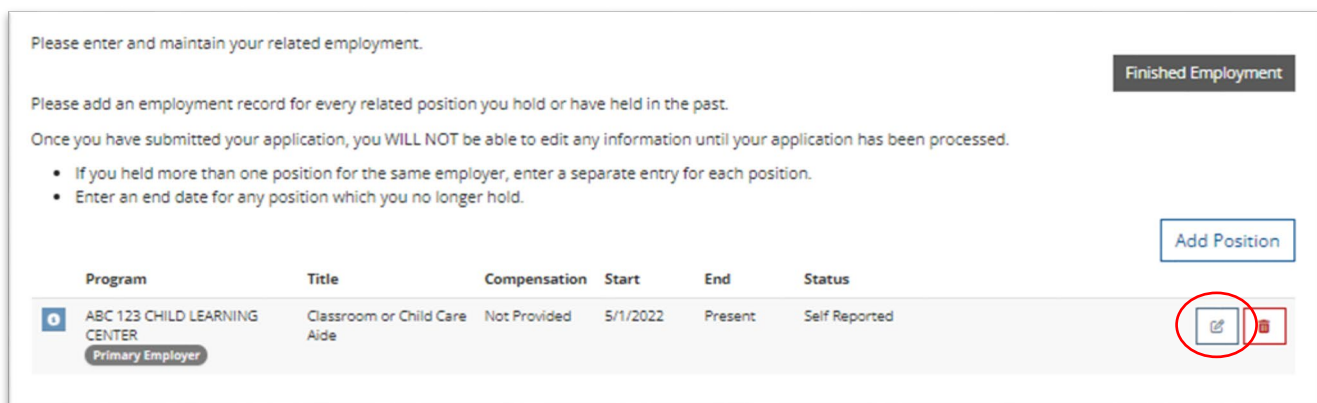 Please enter and maintain your related employment.
Finished Employment
Please add an employment record for every related position you hold or have held in the past.
Once you have submitted your application, you WILL NOT be able to edit any information until your application has been processed.
• If you held more than one position for the same employer, enter a separate entry for each position.
• Enter an end date for any position which you no longer hold.
Add Position
Program Title Compensation Start End Status
ABC 123 CHILD LEARNING Classroom or Child Care Not Provided 5/1/2022 Present Self Reported
CENTER Aide
Primary Employer